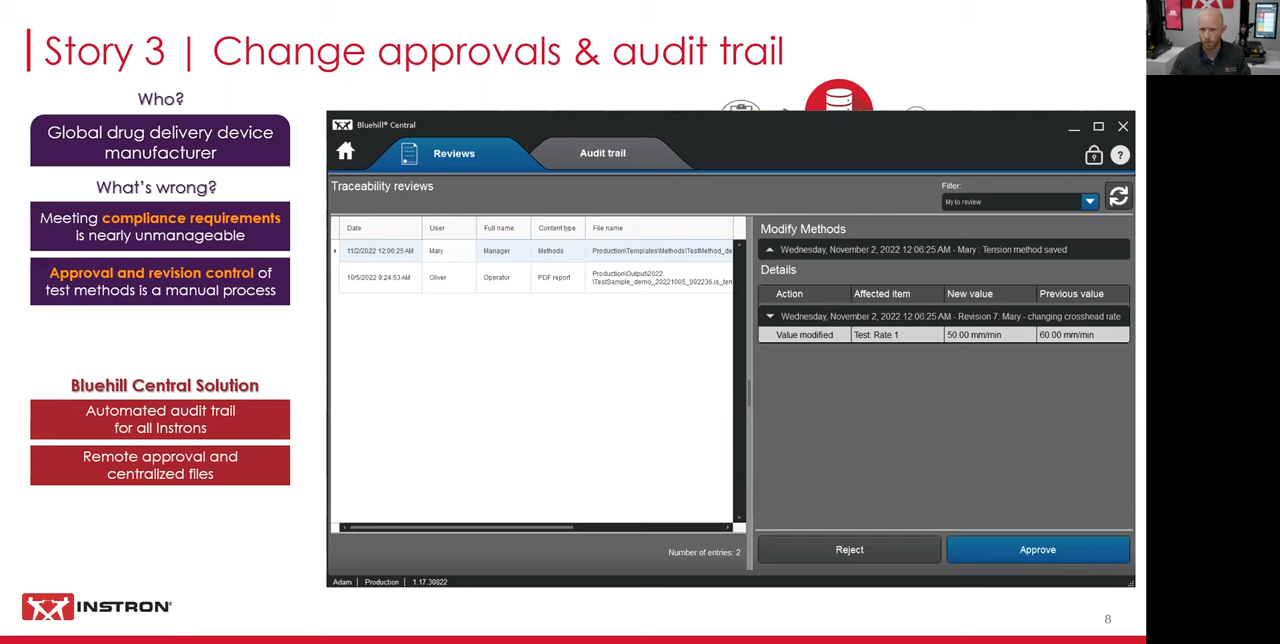 Story 3 | Change approvals & audit trail
Who?
Global drug delivery device
manufacturer
What's wrong?
Meeting compliance requirements
is nearly unmanageable
Approval and revision control of
test methods is a manual process
Bluehill Central Solution
Automated audit trail
for all Instrons
Remote approval and
centralized files
INSTRON®
Bluehill® Central
Reviews
Audit trail
?
Traceability reviews
Filter:
My to review
Date User Full name Content type File name
11/2/2022 12:06:25 AM Mary Manager Methods Production\Templates\Methods\TestMethod_de
10/5/2022 9:24:53 AM Oliver Operator PDF report Production\Output\2022
\TestSample_demo_20221005_092236.is_ten
Number of entries: 2
Modify Methods
Wednesday, November 2, 2022 12:06:25 AM - Mary : Tension method saved
Details
Action Affected item New value Previous value
Wednesday, November 2, 2022 12:06:25 AM - Revision 7: Mary - changing crosshead rate
Value modified Test: Rate 1 50.00 mm/min 60.00 mm/min
Reject
Approve
Adam | Production | 1.17.30822
8